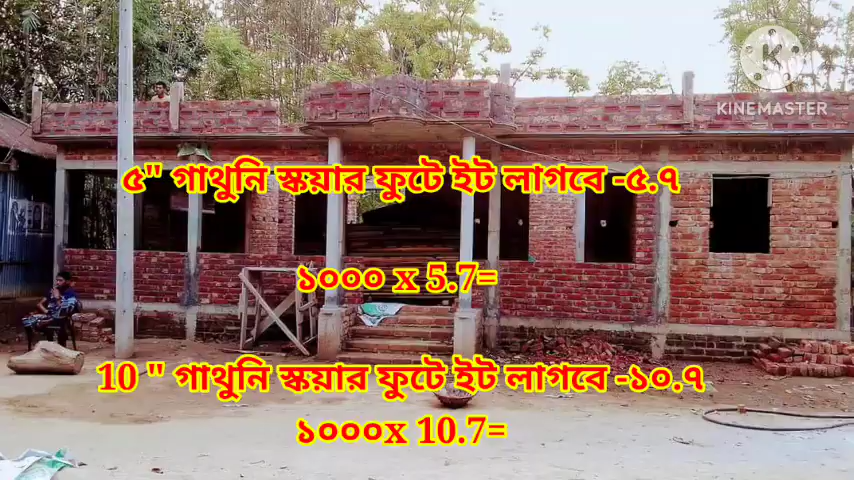 KINEMASTER
৫" গাথুনি স্কয়ার ফুটে ইট লাগবে -৫.৭
১০০০ x 5.7=
10 " গাথুনি স্কয়ার ফুটে ইট লাগবে -১০.৭
১০০০x 10.7=